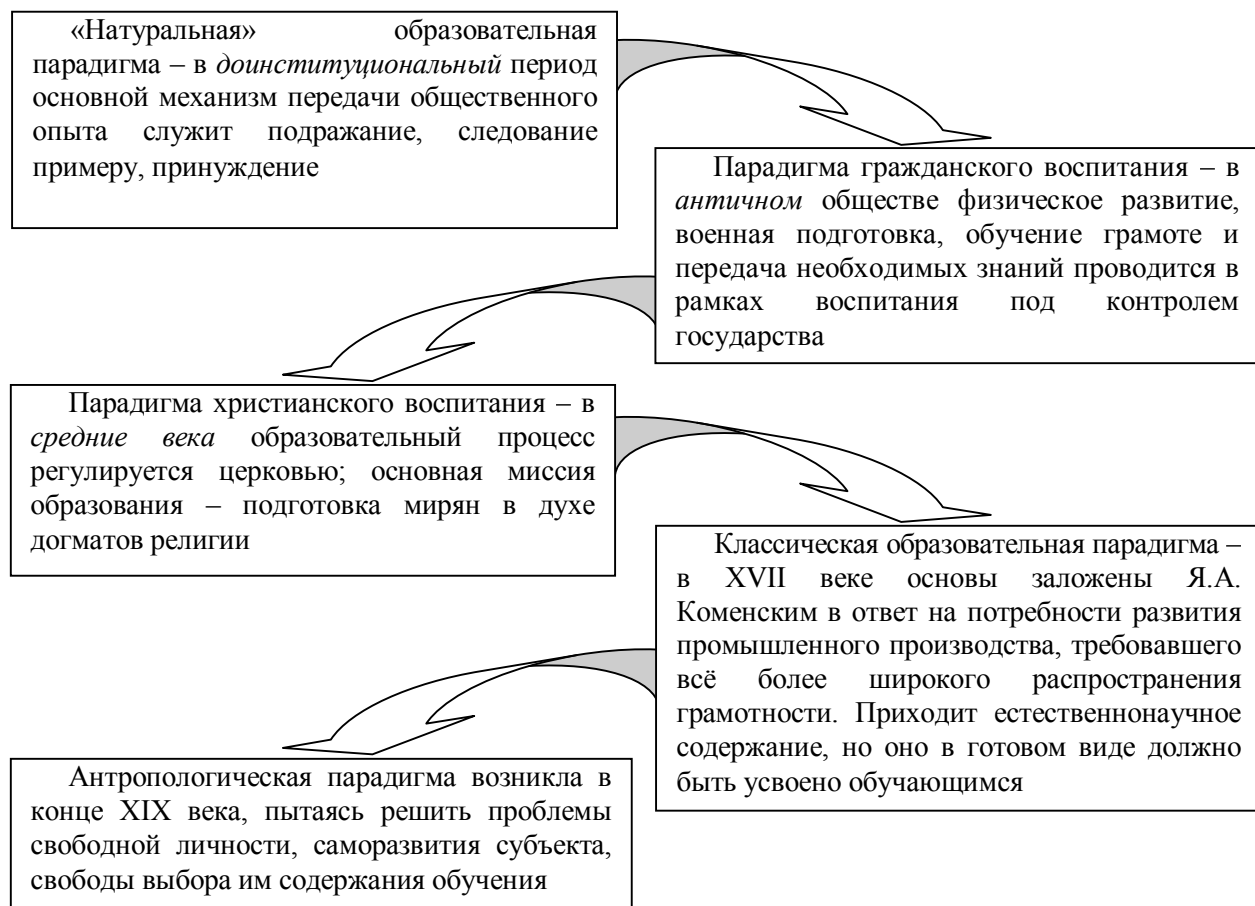 «Натуральная» образовательная
парадигма – в доинституциональный период
основной механизм передачи общественного
опыта служит подражание, следование
примеру, принуждение
Парадигма гражданского воспитания – в
античном обществе физическое развитие,
военная подготовка, обучение грамоте и
передача необходимых знаний проводится в
рамках воспитания под контролем
государства
Парадигма христианского воспитания – в
средние века образовательный процесс
регулируется церковью; основная миссия
образования – подготовка мирян в духе
догматов религии
Классическая образовательная парадигма –
в XVII веке основы заложены Я.А.
Коменским в ответ на потребности развития
промышленного производства, требовавшего
всё более широкого распространения
грамотности. Приходит естественнонаучное
содержание, но оно в готовом виде должно
быть усвоено обучающимся
Антропологическая парадигма возникла в
конце XIX века, пытаясь решить проблемы
свободной личности, саморазвития субъекта,
свободы выбора им содержания обучения